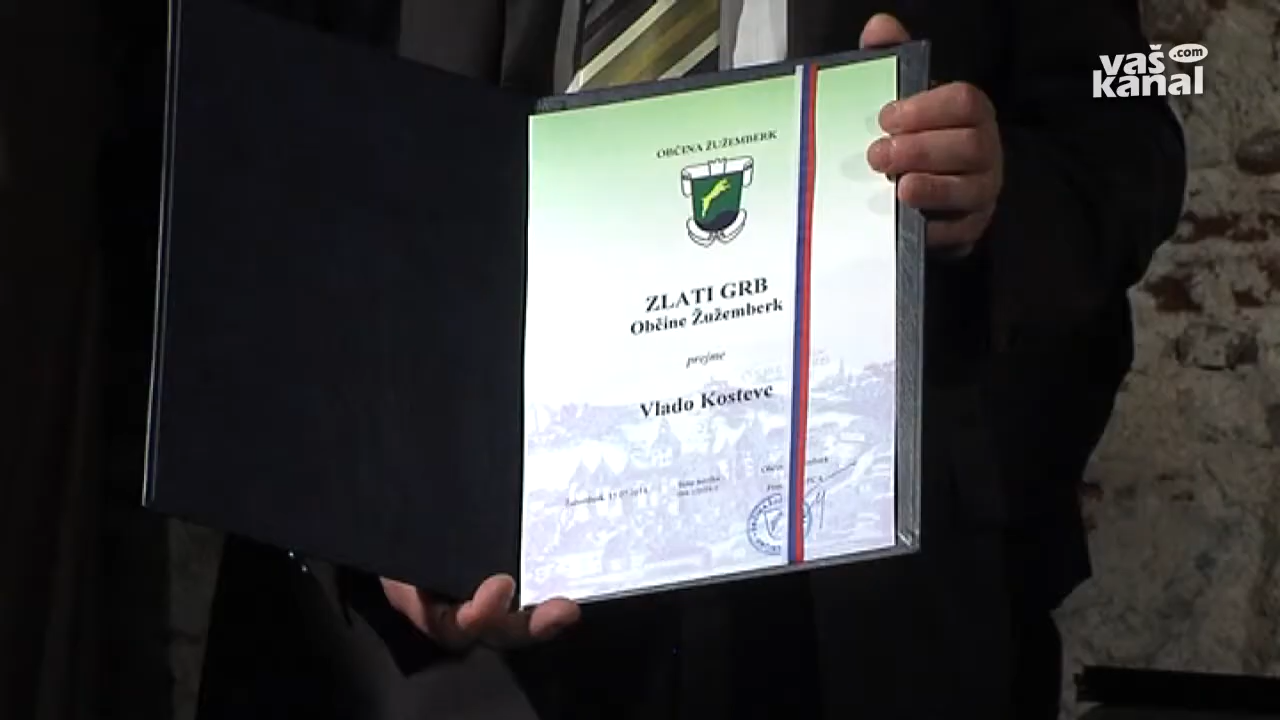 vaš
kanal
.com
OBČINA ŽUŽEMBERK
ZLATI GRB
Občine Žužemberk
prejme
Vlado Kostevc